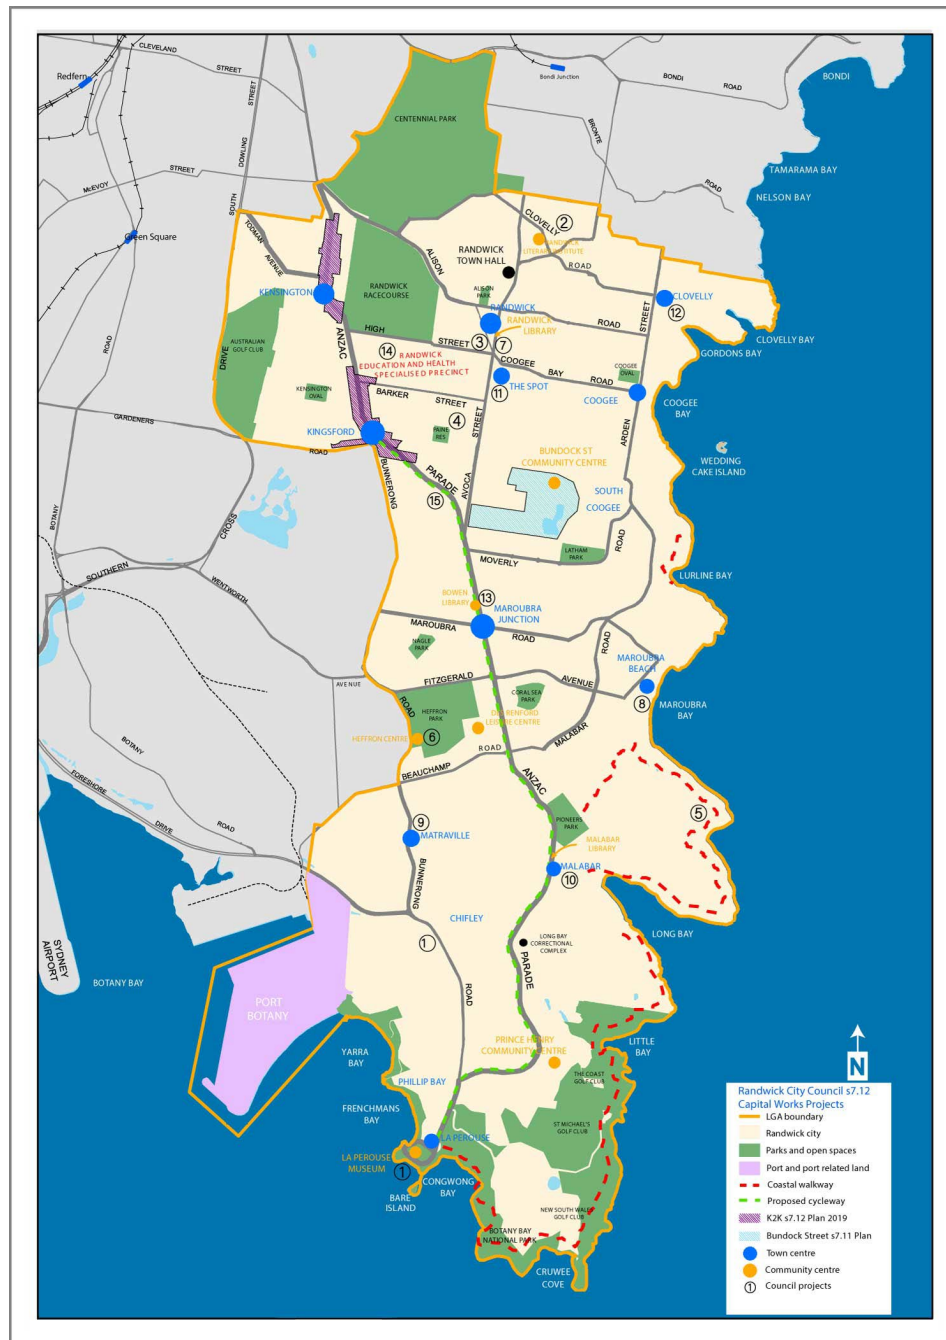 CLEVELAND
STREET
Redfern
Bondi Junction
BONDI
ROAD
BONDI
STREET
DOWLING
SOUTH
CENTENNIAL PARK
BRONTE
ROAD
STREET
McEVOY
TAMARAMA BAY
NELSON BAY
Green Square
TODMAN
AVENUE
ALISON
CLOVELLY
2
RANDWICK
LITERARY INSTITUTE
ROAD
RANDWICK
TOWN HALL
KENSINGTON
RANDWICK
RACECOURSE
ALISON
PARK
STREET
CLOVELLY
12
RANDWICK
RANDWICK
LIBRARY
ROAD
CLOVELLY BAY
GORDONS BAY
ANZAC
HIGH
STREET
3
7
DRIVE
AUSTRALIAN
GOLF CLUB
14
RANDWICK
EDUCATION AND HEALTH
SPECIALISED PRECINCT
COOGEE
BAY
ROAD
COOGEE
OVAL
THE SPOT
11
COOGEE
COOGEE
BAY
KENSINGTON
OVAL
BARKER
STREET
4
PAINE
RES
STREET
AVOCA
ARDEN
GARDENERS
ROAD
ROAD
KINGSFORD
BUNNERONG
PARADE
15
BUNDOCK ST
COMMUNITY CENTRE
WEDDING
CAKE ISLAND
SOUTH
COOGEE
BOTANY
CROSS
SOUTHERN
WENTWORTH
MOVERLY
ROAD
LATHAM
PARK
LURLINE BAY
BOWEN
LIBRARY
13
MAROUBRA
JUNCTION
MAROUBRA
ROAD
ROAD
NAGLE
PARK
MAROUBRA
BEACH
AVENUE
FITZGERALD
AVENUE
ROAD
HEFFRON
PARK
CORAL SEA
PARK
DES RENFORD
LEISURE CENTRE
8
MAROUBRA
BAY
HEFFRON CENTRE
6
MALABAR
ROAD
BEAUCHAMP
BOTANY
ROAD
FORESHORE
DRIVE
ANZAC
PIONEERS
PARK
5
9
MATRAVILLE
MALABAR
LIBRARY
MALABAR
10
BUNNERONG
CHIFLEY
1
LONG BAY
CORRECTIONAL
COMPLEX
LONG BAY
PARADE
ROAD
SYDNEY
AIRPORT
BOTANY BAY
PORT
BOTANY
YARRA
BAY
PRINCE HENRY
COMMUNITY CENTRE
LITTLE
BAY
PHILLIP BAY
THE COAST
GOLF CLUB
FRENCHMANS
BAY
ST MICHAEL'S
GOLF CLUB
LA PEROUSE
LA PEROUSE
MUSEUM
1
CONGWONG
BAY
BARE
ISLAND
NEW SOUTH WALES
GOLF CLUB
BOTANY BAY
NATIONAL PARK
CRUWEE
COVE
N
Randwick City Council s7.12
Capital Works Projects
LGA boundary
Randwick city
Parks and open spaces
Port and port related land
Coastal walkway
Proposed cycleway
K2K s7.12 Plan 2019
Bundock Street s7.11 Plan
Town centre
Community centre
1 Council projects